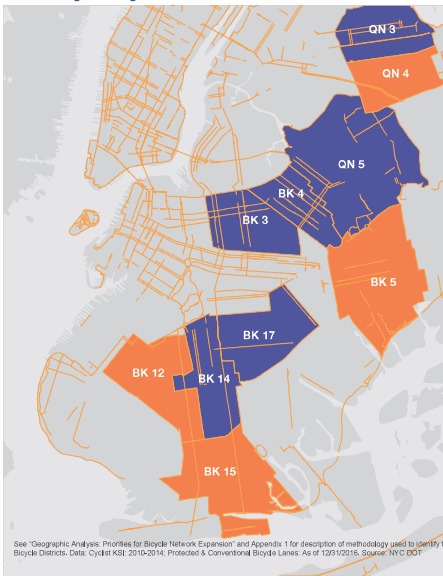 QN 3
QN 4
QN 5
BK 4
BK 3
BK 5
BK 17
BK 12
BK 14
BK 15
See "Geographic Analysis: Priorities for Bicycle Network Expansion" and Appendix 1 for description of methodology used to identify
Bicycle Districts. Data: Cyclist KSI: 2010-2014; Protected & Conventional Bicycle Lanes: As of 12/31/2016. Source: NYC DOT